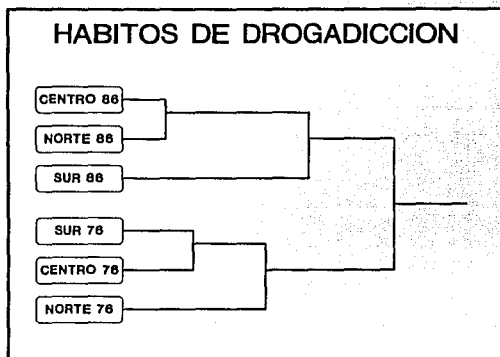 HABITOS DE DROGADICCION
CENTRO 86
NORTE 86
SUR 86
SUR 76
CENTRO 76
NORTE 76